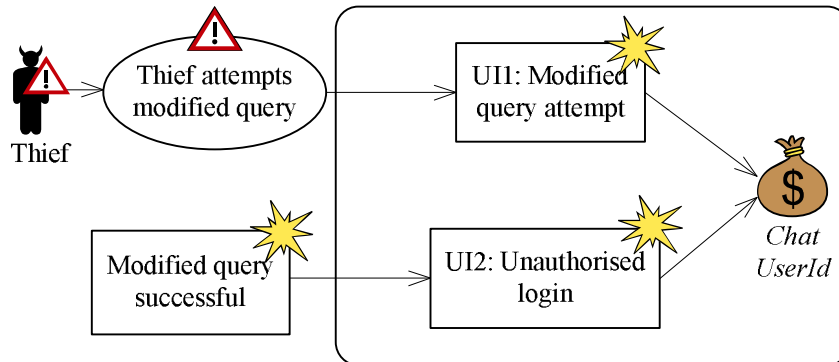 Thief attempts
modified query
UI1: Modified
query attempt
Thief
!
!
$
Chat
UserId
Modified query
successful
UI2: Unauthorised
login